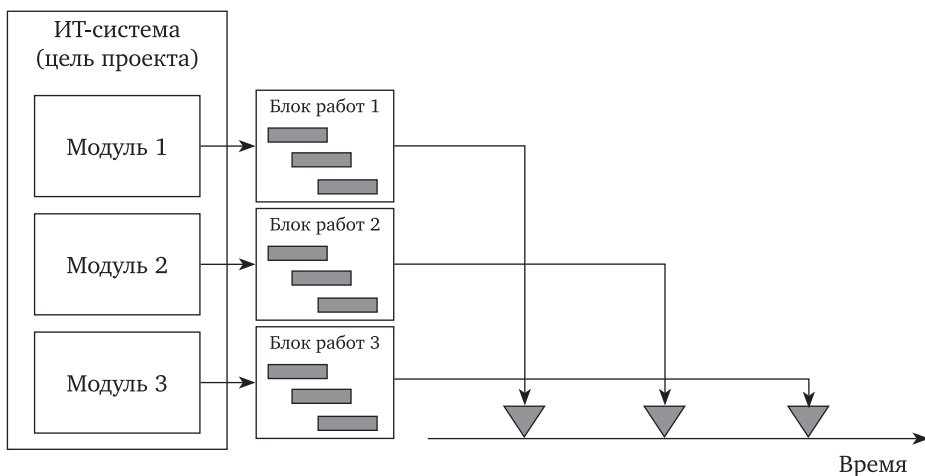 ИТ-система
(цель проекта)
Модуль 1
Блок работ 1
Модуль 2
Блок работ 2
Модуль 3
Блок работ 3
Время